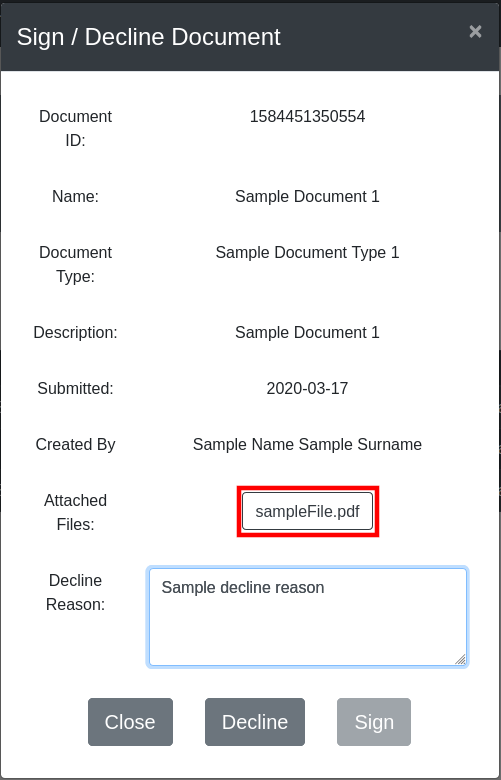 Sign / Decline Document ×
Document
ID:
1584451350554
Name:
Sample Document 1
Document
Type:
Sample Document Type 1
Description:
Sample Document 1
Submitted:
2020-03-17
Created By
Sample Name Sample Surname
Attached
Files:
sampleFile.pdf
Decline
Reason:
Sample decline reason
Close
Decline
Sign